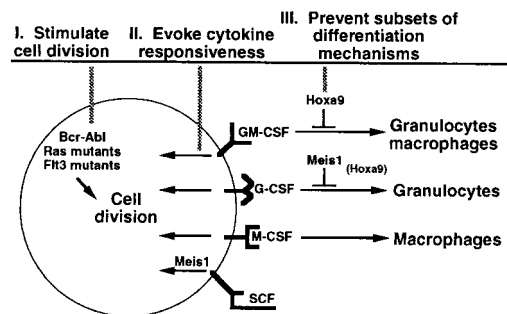 I. Stimulate cell division
II. Evoke cytokine responsiveness
III. Prevent subsets of differentiation mechanisms
Hoxa9
Bcr-Abl
Ras mutants
Flt3 mutants
Cell division
GM-CSF
Granulocytes macrophages
Meis1 (Hoxa9)
G-CSF
Granulocytes
M-CSF
Macrophages
Meis1
SCF